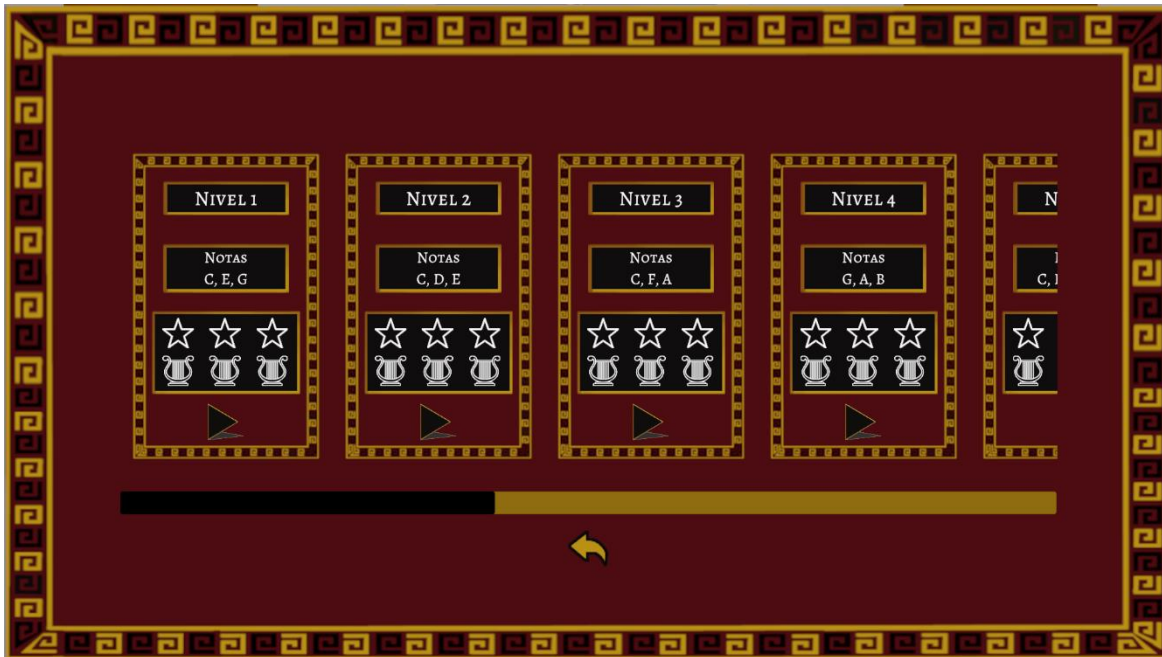 Nivel 1
Notas
C, E, G
Nivel 2
Notas
C, D, E
Nivel 3
Notas
C, F, A
Nivel 4
Notas
G, A, B